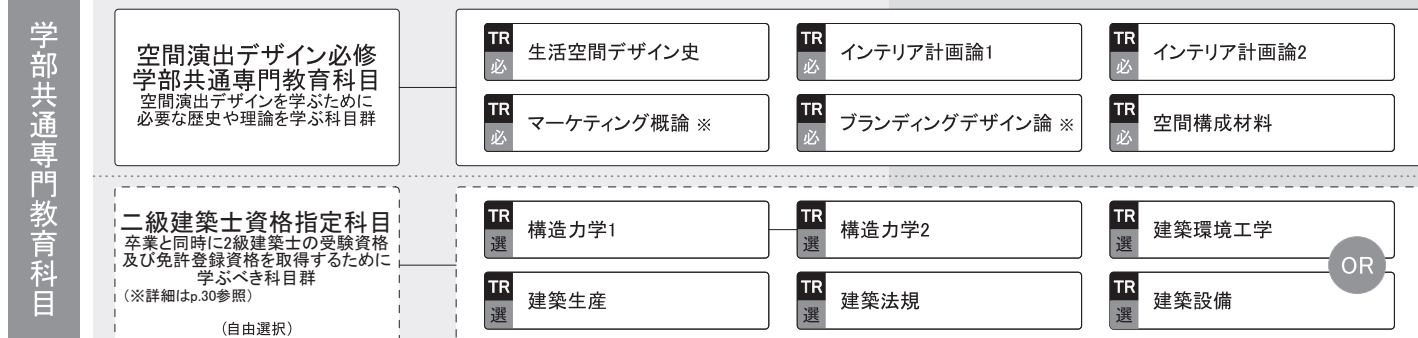 学部共通専門教育科目
空間演出デザイン必修
学部共通専門教育科目
空間演出デザインを学ぶために
必要な歴史や理論を学ぶ科目群
TR
必
生活空間デザイン史
TR
必
インテリア計画論1
TR
必
インテリア計画論2
TR
必
マーケティング概論 ※
TR
必
ブランディングデザイン論 ※
TR
必
空間構成材料
二級建築士資格指定科目
卒業と同時に2級建築士の受験資格
及び免許登録資格を取得するために
学ぶべき科目群
(※詳細はp.30参照)
(自由選択)
TR
選
構造力学1
TR
選
構造力学2
TR
選
建築環境工学
OR
TR
選
建築生産
TR
選
建築法規
TR
選
建築設備